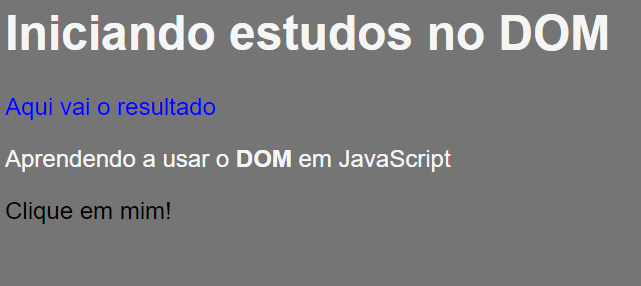 Iniciando estudos no DOM
Aqui vai o resultado
Aprendendo a usar o DOM em JavaScript
Clique em mim!